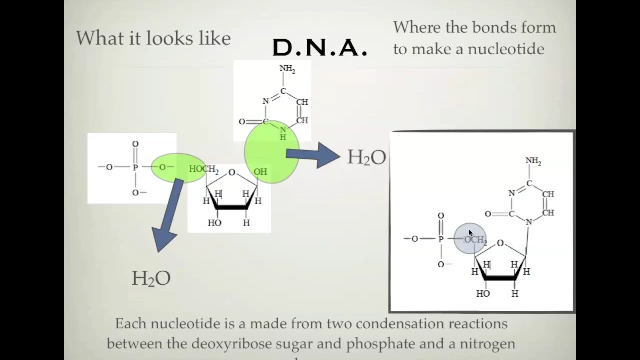 What it looks like
D.N.A.
Where the bonds form
to make a nucleotide
NH2
C
N
CH
O
C
CH
N
H
H2O
O
O
P
O
HOCH2
O
OH
O
H
H
H
H
HO
H
H2O
NH2
C
N
CH
O
C
CH
N
O
O
P
OCH2
O
O
H
H
H
H
HO
H
Each nucleotide is a made from two condensation reactions
between the deoxyribose sugar and phosphate and a nitrogen